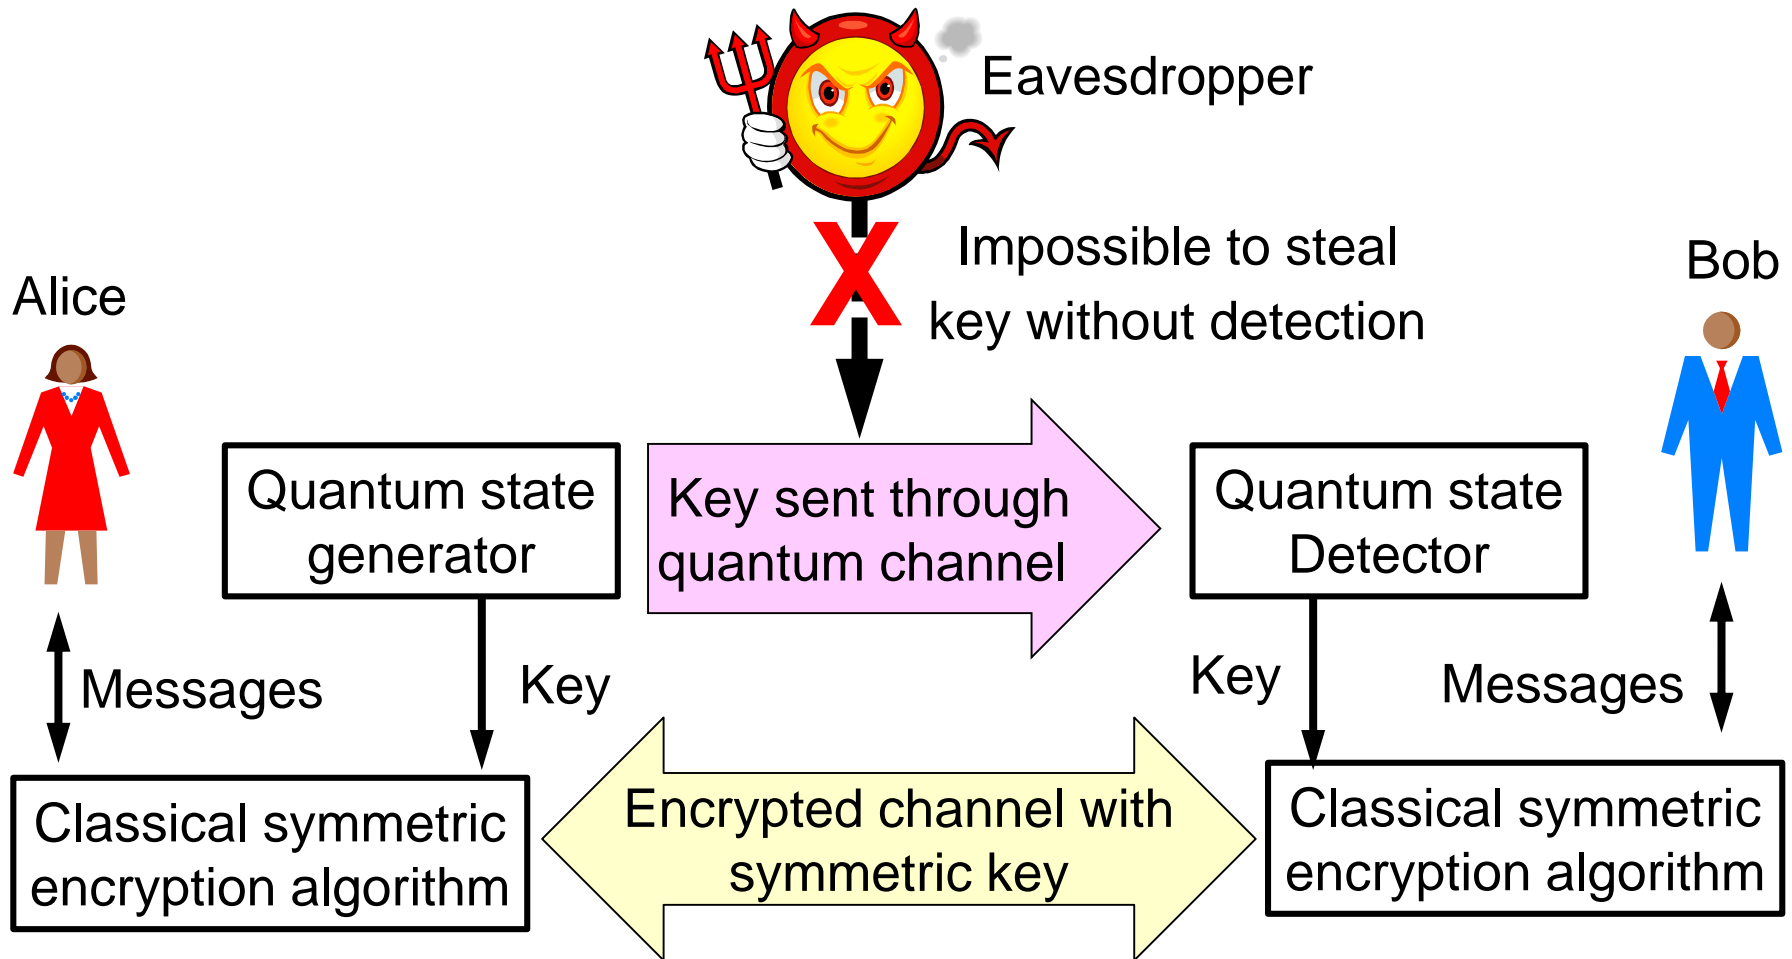 Eavesdropper
Impossible to steal
key without detection
Alice
Bob
Quantum state
generator
Key sent through
quantum channel
Quantum state
Detector
Messages
Key
Key
Messages
Classical symmetric
encryption algorithm
Encrypted channel with
symmetric key
Classical symmetric
encryption algorithm